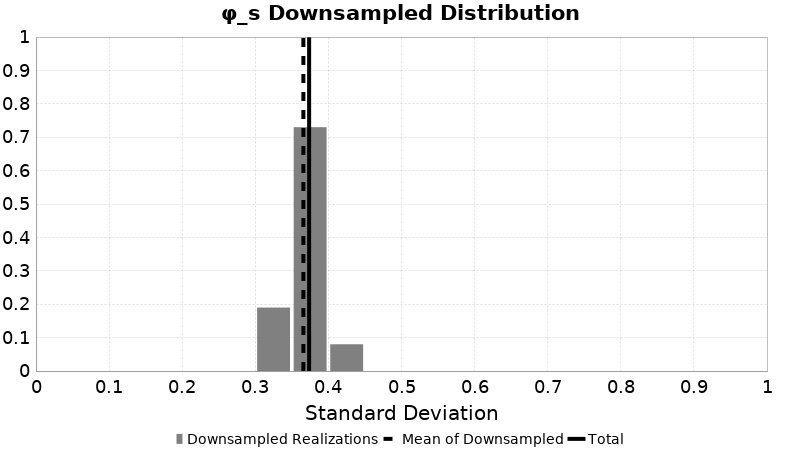 φ_s Downsampled Distribution
1
0.9
0.8
0.7
0.6
0.5
0.4
0.3
0.2
0.1
0
0 0.1 0.2 0.3 0.4 0.5 0.6 0.7 0.8 0.9 1
Standard Deviation
Downsampled Realizations Mean of Downsampled Total